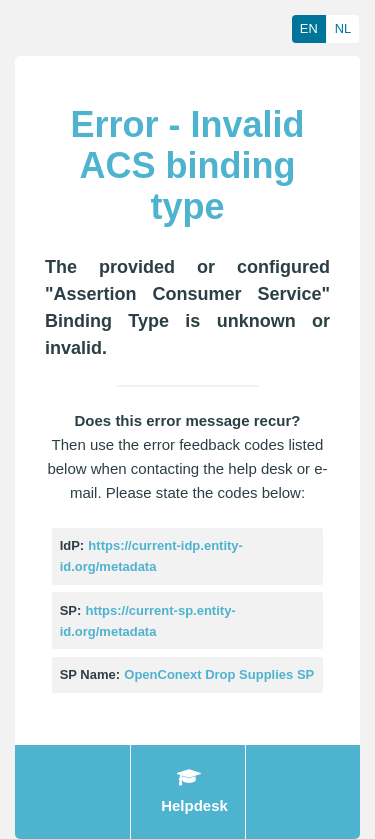 EN NL
Error - Invalid
ACS binding
type
The provided or configured
"Assertion Consumer Service"
Binding Type is unknown or
invalid.
Does this error message recur?
Then use the error feedback codes listed
below when contacting the help desk or e-
mail. Please state the codes below:
IdP: https://current-idp.entity-
id.org/metadata
SP: https://current-sp.entity-
id.org/metadata
SP Name: OpenConext Drop Supplies SP
Helpdesk